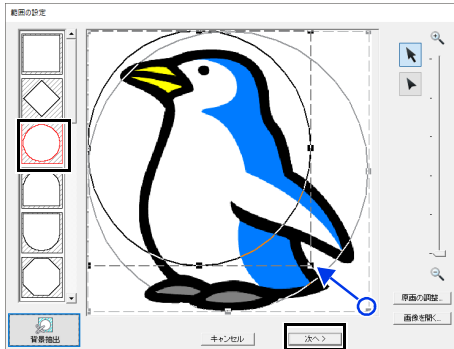 範囲の設定
原画の調整...
画像を開く...
背景抽出
キャンセル
次へ >